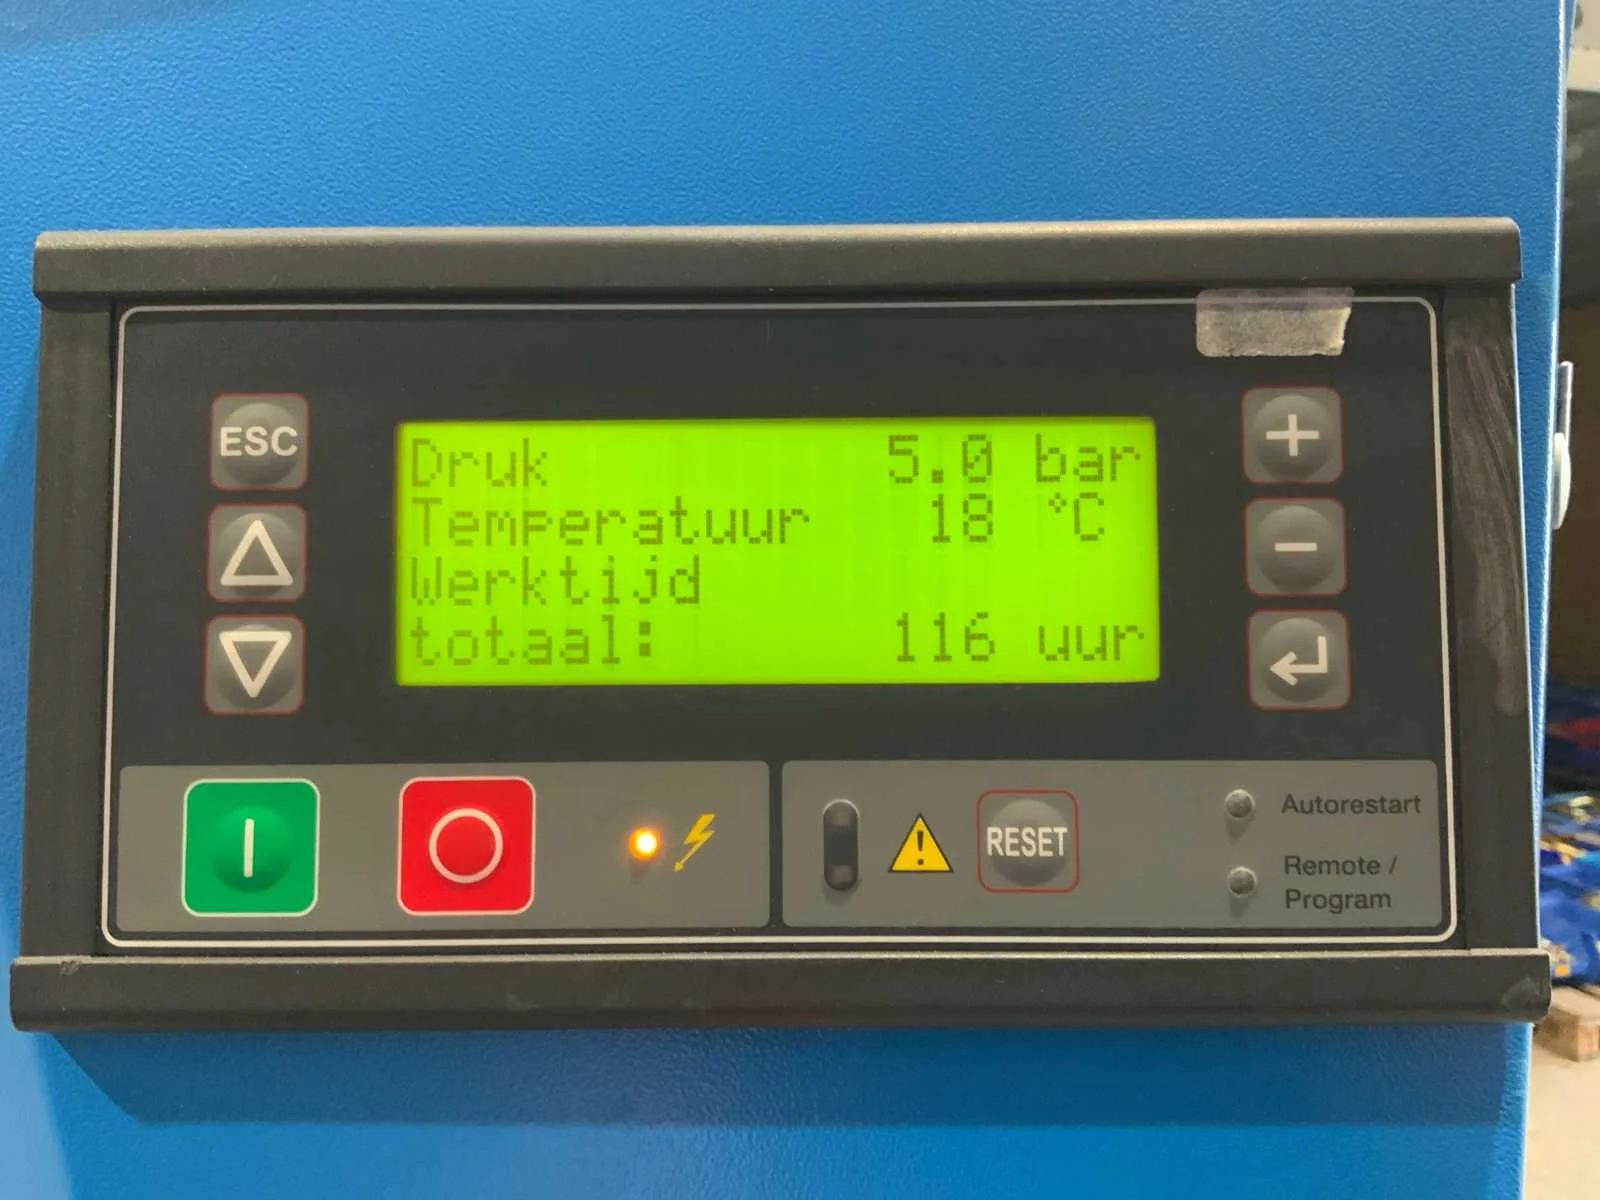 ESC
Druk 5.0 bar
Temperatuur 18 °C
Werktijd
totaal: 116 uur
RESET
Autorestart
Remote /
Program